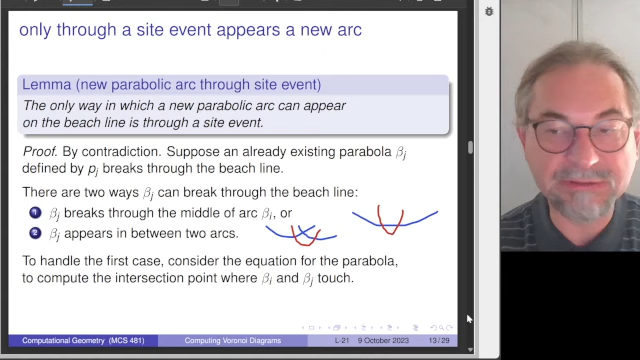 only through a site event appears a new arc
Lemma (new parabolic arc through site event)
The only way in which a new parabolic arc can appear
on the beach line is through a site event.
Proof. By contradiction. Suppose an already existing parabola βj
defined by pj breaks through the beach line.
There are two ways βj can break through the beach line:
1 βj breaks through the middle of arc βi, or
2 βj appears in between two arcs.
To handle the first case, consider the equation for the parabola,
to compute the intersection point where βi and βj touch.
Computational Geometry (MCS 481) Computing Voronoi Diagrams L-21 9 October 2023 13 / 29